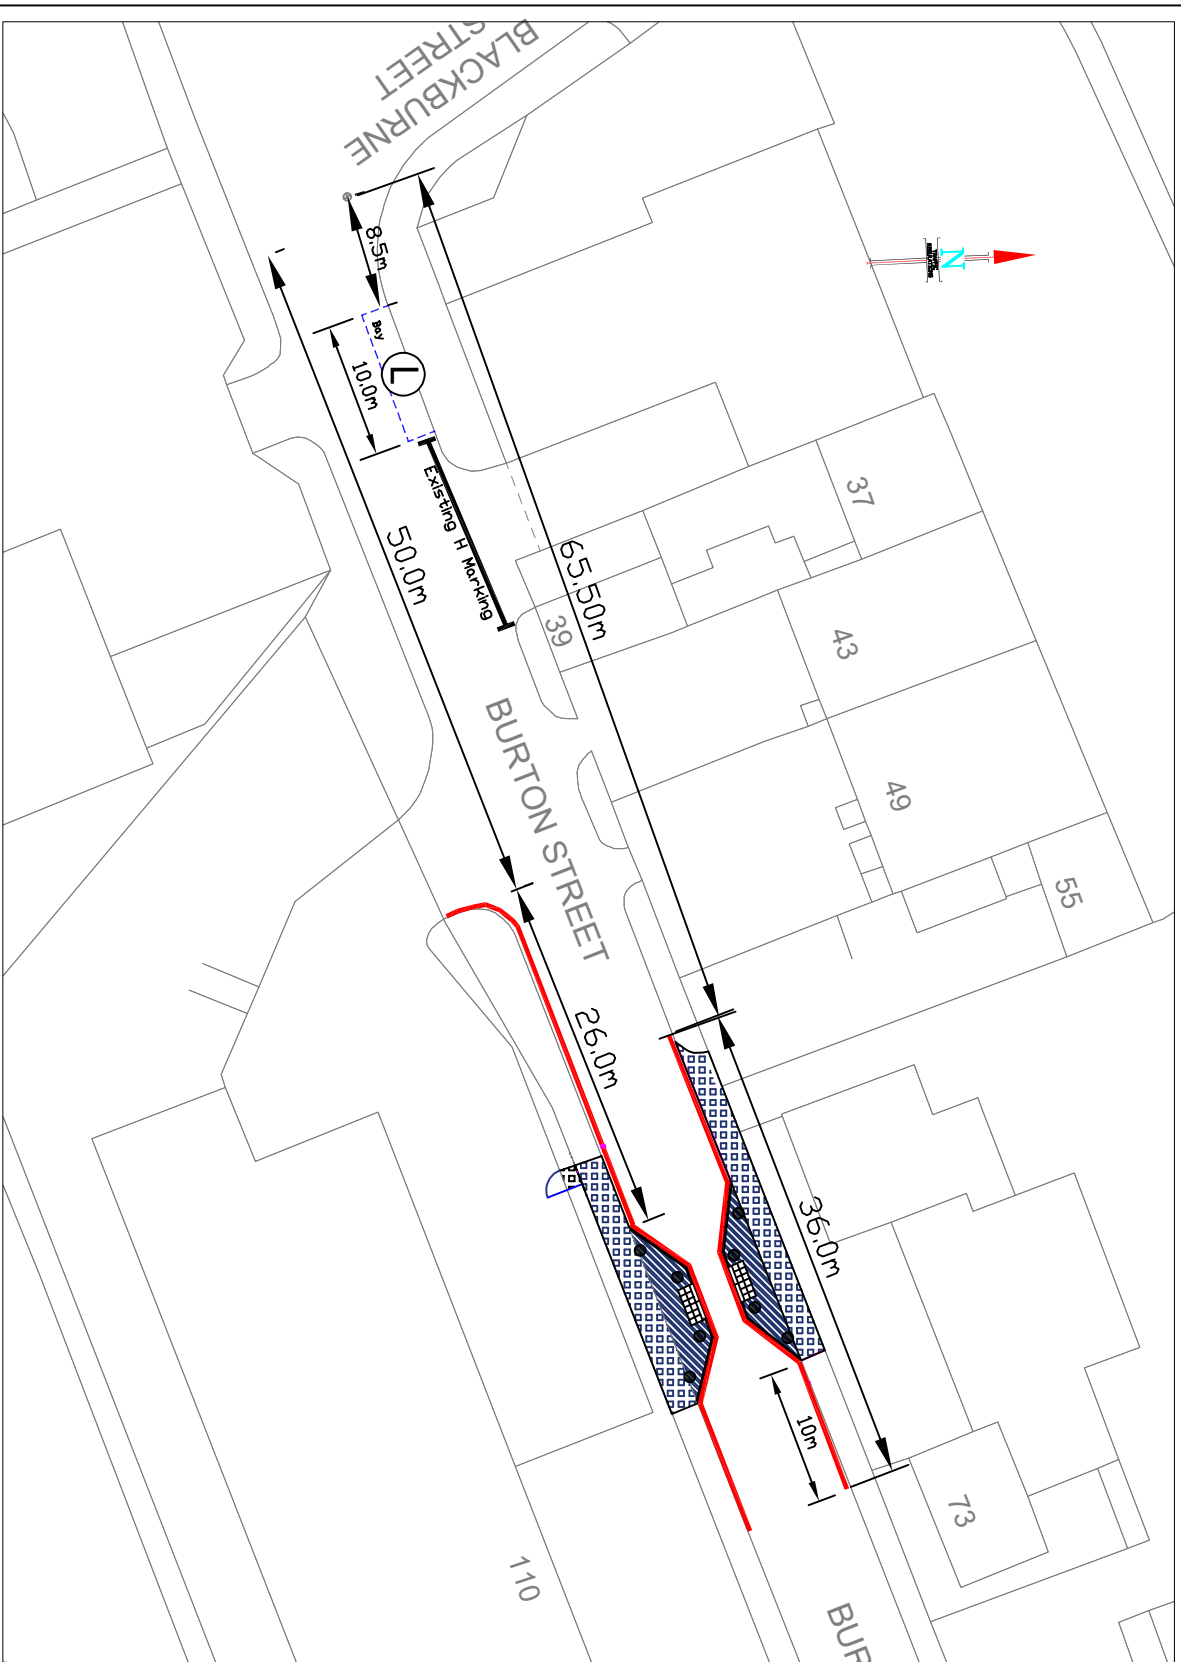 BLACKBURNE
STREET
N
8.5m
Bay
L
10.0m
Existing H Marking
50.0m
65.50m
37
39
43
49
55
BURTON STREET
26.0m
36.0m
10m
73
110
BUR